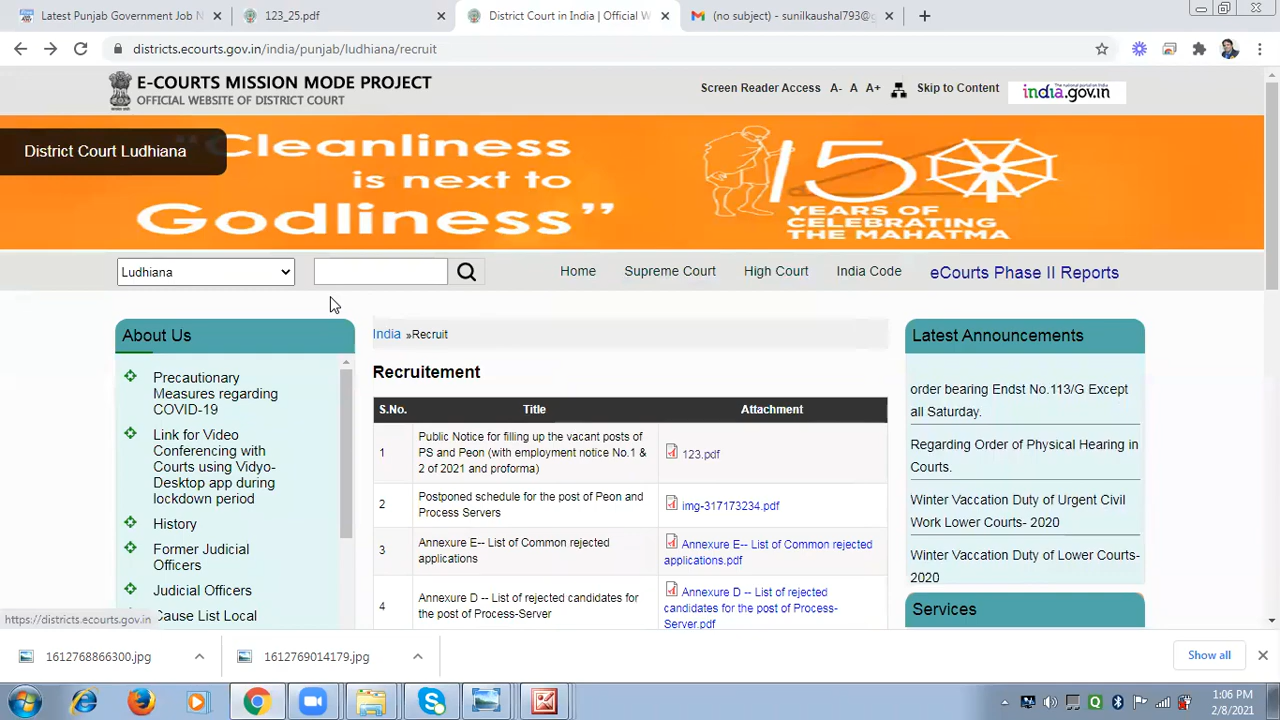 Latest Punjab Government Job N
123_25.pdf
District Court in India | Official W
(no subject) - sunilkaushal793@g
districts.ecourts.gov.in/india/punjab/ludhiana/recruit
E-COURTS MISSION MODE PROJECT
OFFICIAL WEBSITE OF DISTRICT COURT
Screen Reader Access A- A A+ Skip to Content
india.gov.in
District Court Ludhiana
“Cleanliness
is next to
Godliness”
150
YEARS OF
CELEBRATING
THE MAHATMA
Ludhiana
Home Supreme Court High Court India Code eCourts Phase II Reports
About Us
Precautionary
Measures regarding
COVID-19
Link for Video
Conferencing with
Courts using Vidyo-
Desktop app during
lockdown period
History
Former Judicial
Officers
Judicial Officers
Cause List Local
India »Recruit
Recruitement
S.No. Title Attachment
1 Public Notice for filling up the vacant posts of
PS and Peon (with employment notice No.1 &
2 of 2021 and proforma)
123.pdf
2 Postponed schedule for the post of Peon and
Process Servers
img-317173234.pdf
3 Annexure E-- List of Common rejected
applications
Annexure E-- List of Common rejected
applications.pdf
4 Annexure D -- List of rejected candidates for
the post of Process-Server
Annexure D -- List of rejected
candidates for the post of Process-
Server.pdf
Latest Announcements
order bearing Endst No.113/G Except
all Saturday.
Regarding Order of Physical Hearing in
Courts.
Winter Vaccation Duty of Urgent Civil
Work Lower Courts- 2020
Winter Vaccation Duty of Lower Courts-
2020
Services
https://districts.ecourts.gov.in
1612768866300.jpg
1612769014179.jpg
Show all
1:06 PM
2/8/2021